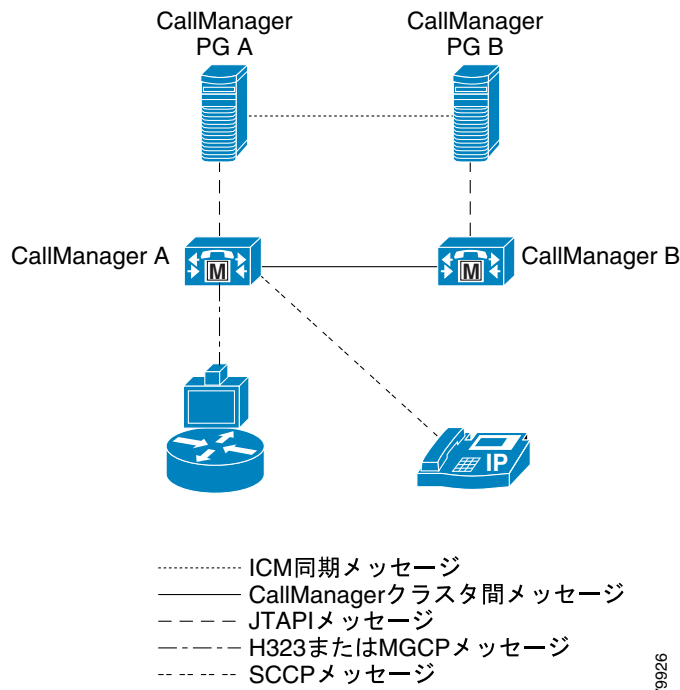 CallManager
PG A
CallManager
PG B
CallManager A
M
M
CallManager B
IP
ICM同期メッセージ
CallManagerクラスタ間メッセージ
JTAPIメッセージ
H323またはMGCPメッセージ
SCCPメッセージ